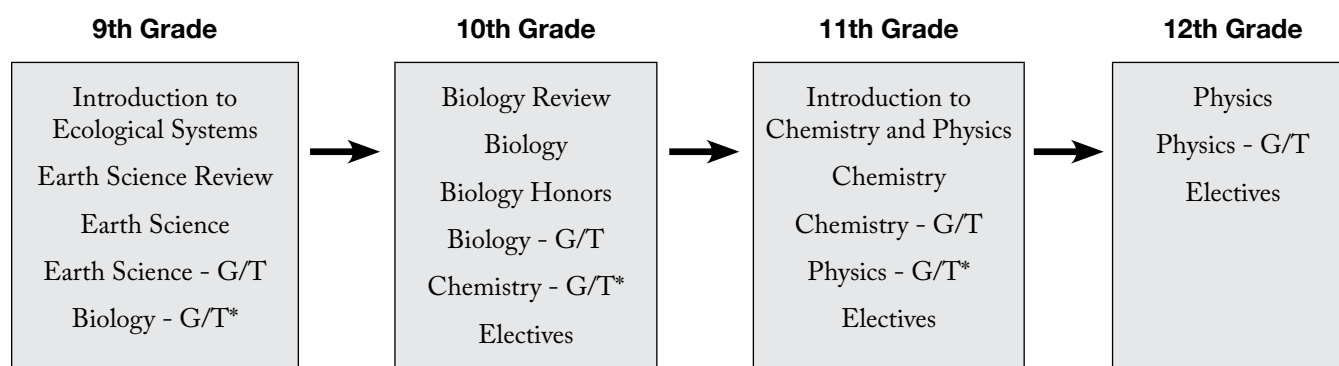 9th Grade
Introduction to
Ecological Systems
Earth Science Review
Earth Science
Earth Science - G/T
Biology - G/T*
10th Grade
Biology Review
Biology
Biology Honors
Biology - G/T
Chemistry - G/T*
Electives
11th Grade
Introduction to
Chemistry and Physics
Chemistry
Chemistry - G/T
Physics - G/T*
Electives
12th Grade
Physics
Physics - G/T
Electives